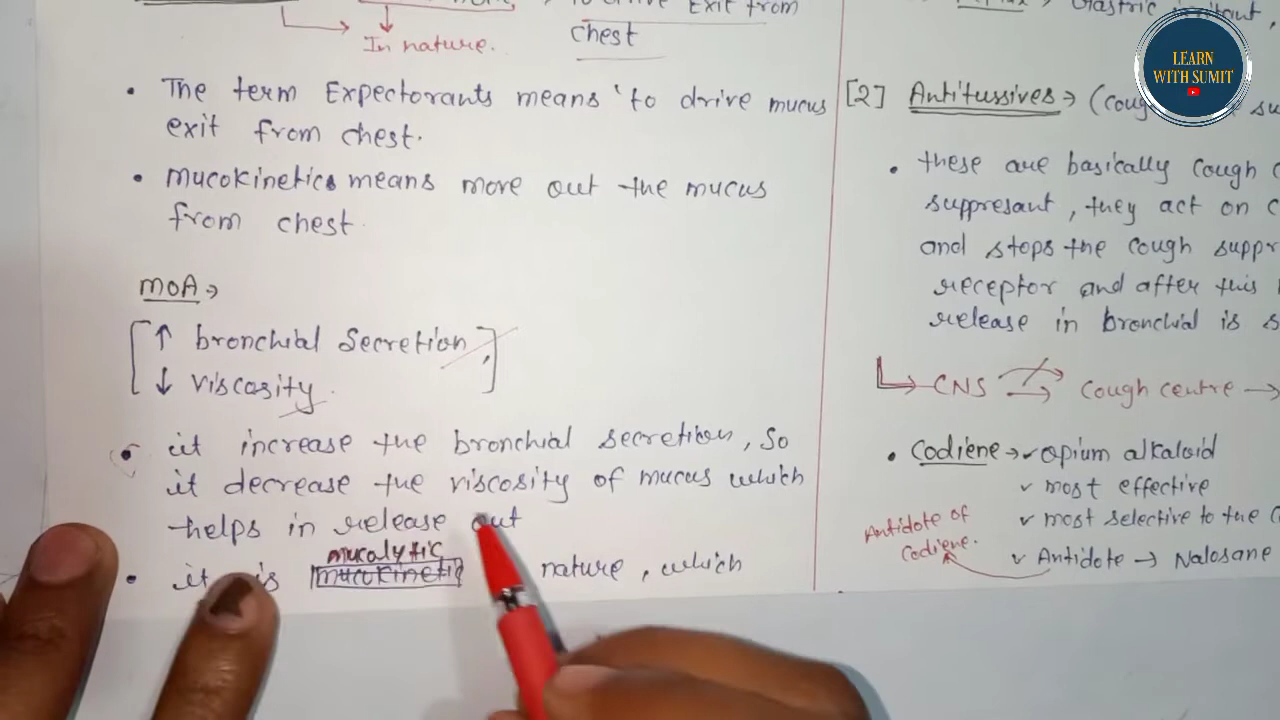 Exit from
chest
In nature.
• The term Expectorants means 'to drive mucus
exit from chest.
• mucokinetics means more out the mucus
from chest.
MOA →
↑ bronchial Secretion,
↓ viscosity.
• it increase the bronchial secretion, so
it decrease the viscosity of mucus which
helps in release out
mucolytic
• it is nature, which
Gastric
[2] Antitussives → (
• these are basically cough
suppresant, they act on
and stops the cough
receptor and after this
release in bronchial is
CNS → Cough centre →
• Codiene → ✓ opium alkaloid
✓ most effective
✓ most selective to the
✓ Antidote → Nalosane
Antidote of
Codiene.
LEARN
WITH SUMIT